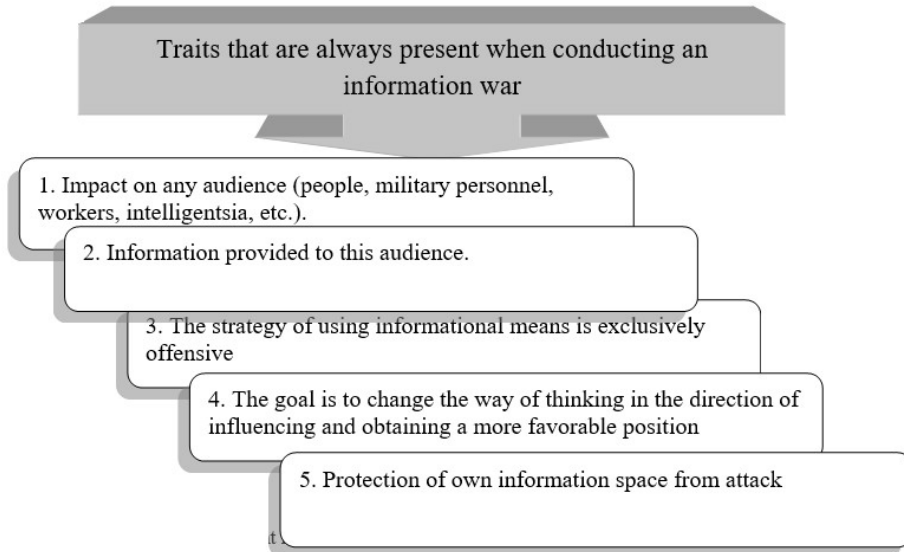 Traits that are always present when conducting an
information war
1. Impact on any audience (people, military personnel,
workers, intelligentsia, etc.).
2. Information provided to this audience.
3. The strategy of using informational means is exclusively
offensive
4. The goal is to change the way of thinking in the direction of
influencing and obtaining a more favorable position
5. Protection of own information space from attack